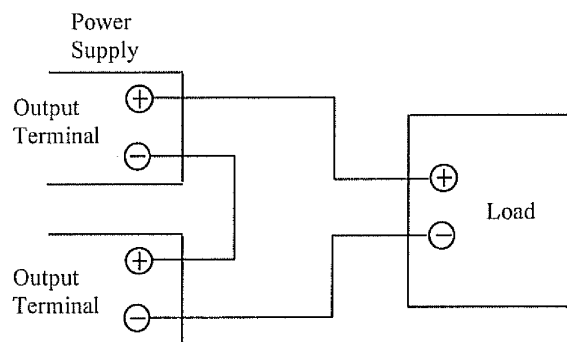 Power
Supply
Output
Terminal
+
−
Load
+
−
Output
Terminal
+
−